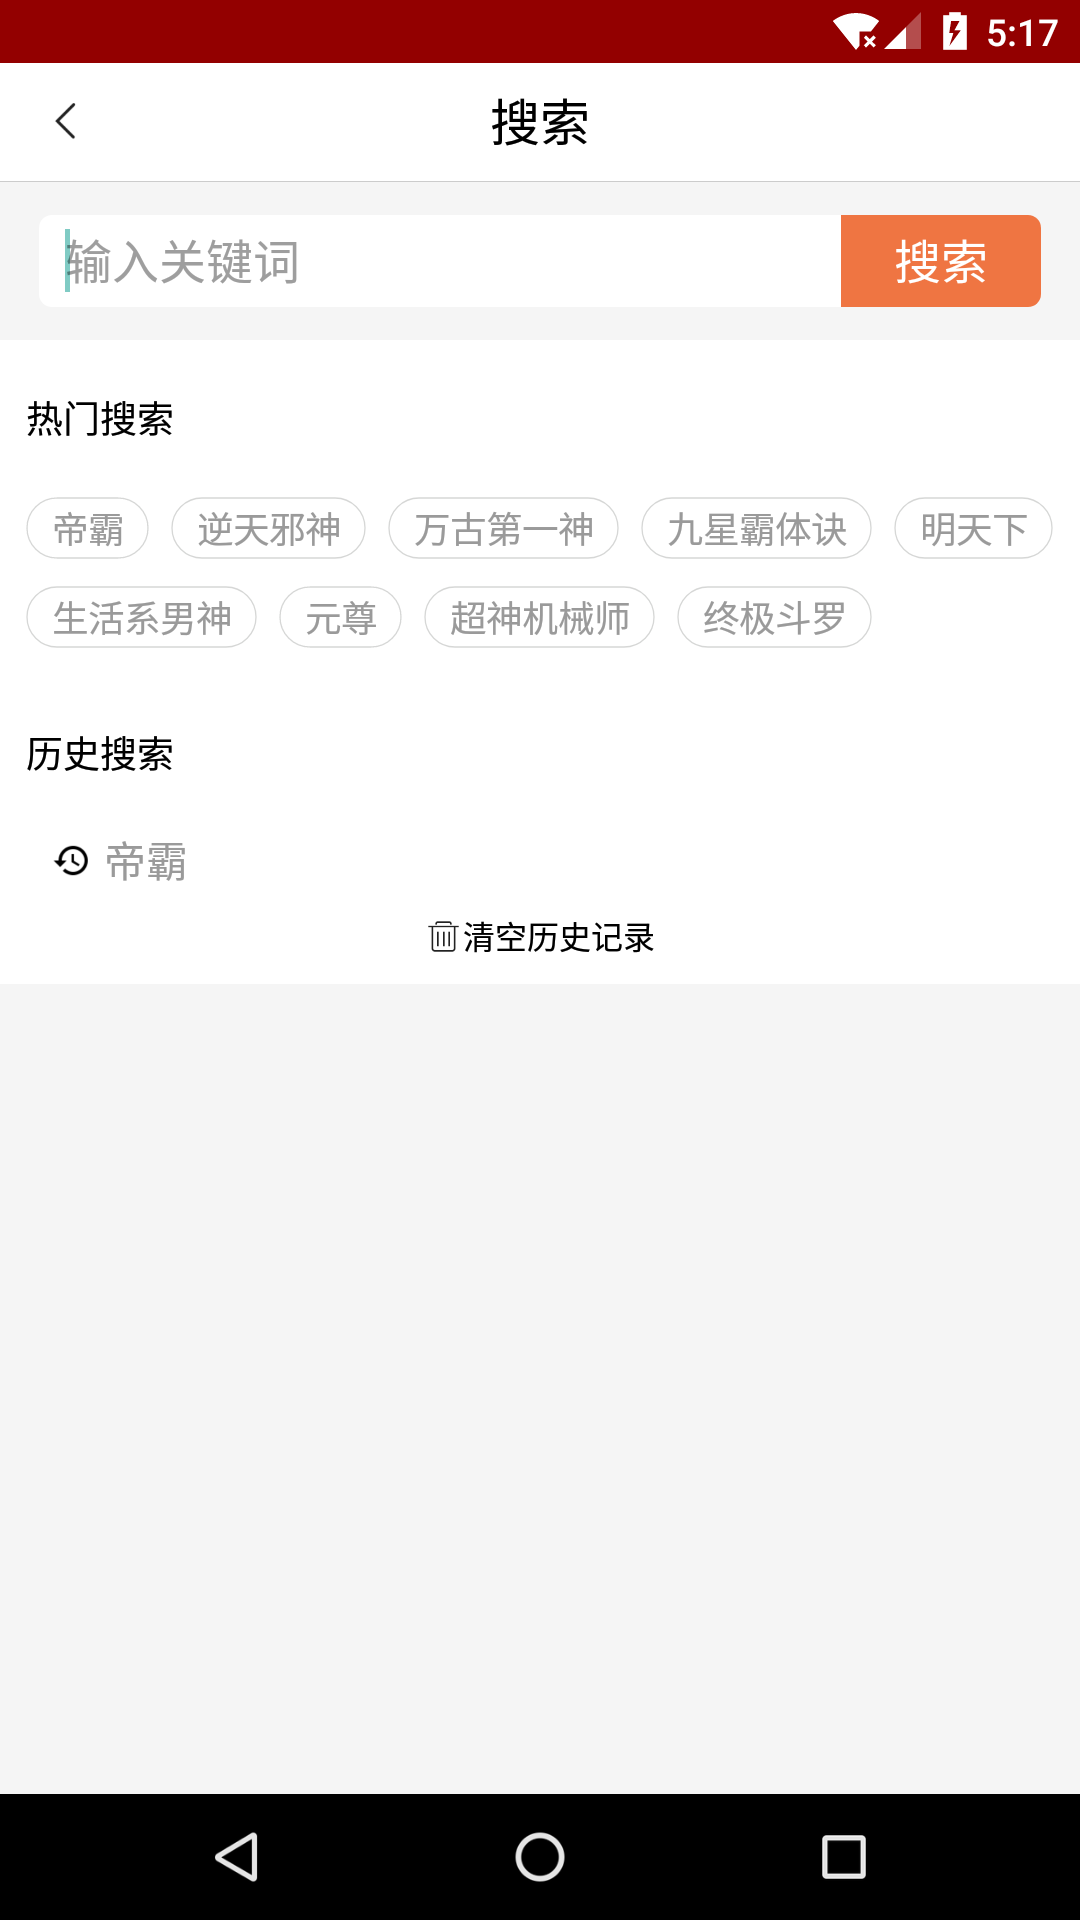 5:17
搜索
输入关键词 搜索
热门搜索
帝霸 逆天邪神 万古第一神 九星霸体诀 明天下
生活系男神 元尊 超神机械师 终极斗罗
历史搜索
帝霸
清空历史记录